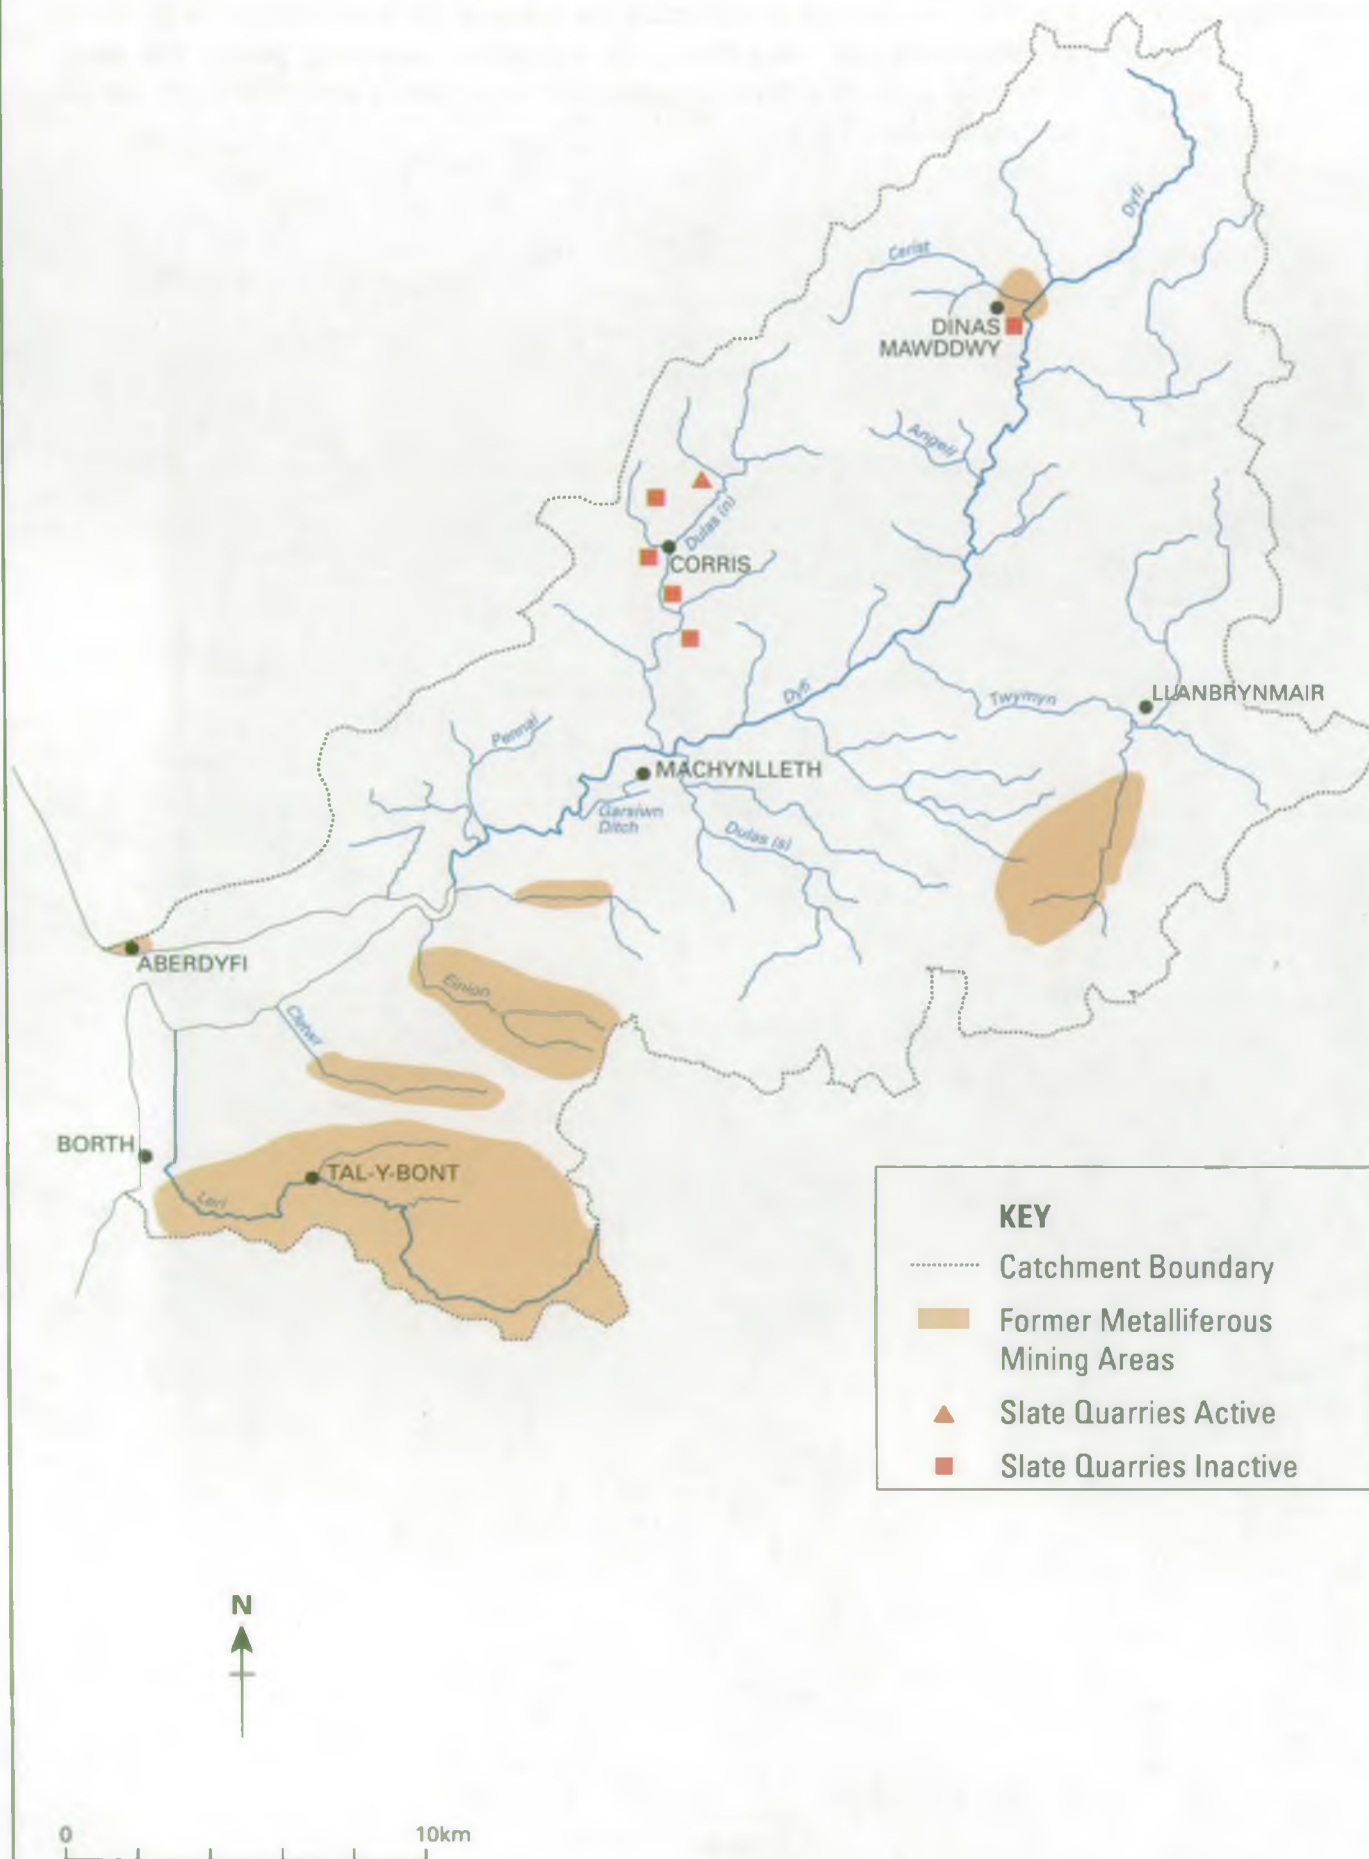 Dyfi
Cerist
DINAS
MAWDDWY
Angell
Dulas (n)
CORRIS
LLANBRYNMAIR
Twymyn
Dyfi
Pennal
MACHYNLLETH
Garsiwn
Ditch
Dulas (s)
ABERDYFI
Einion
Cletwr
BORTH
TAL-Y-BONT
Leri
KEY
Catchment Boundary
Former Metalliferous
Mining Areas
Slate Quarries Active
Slate Quarries Inactive
N
0 10km